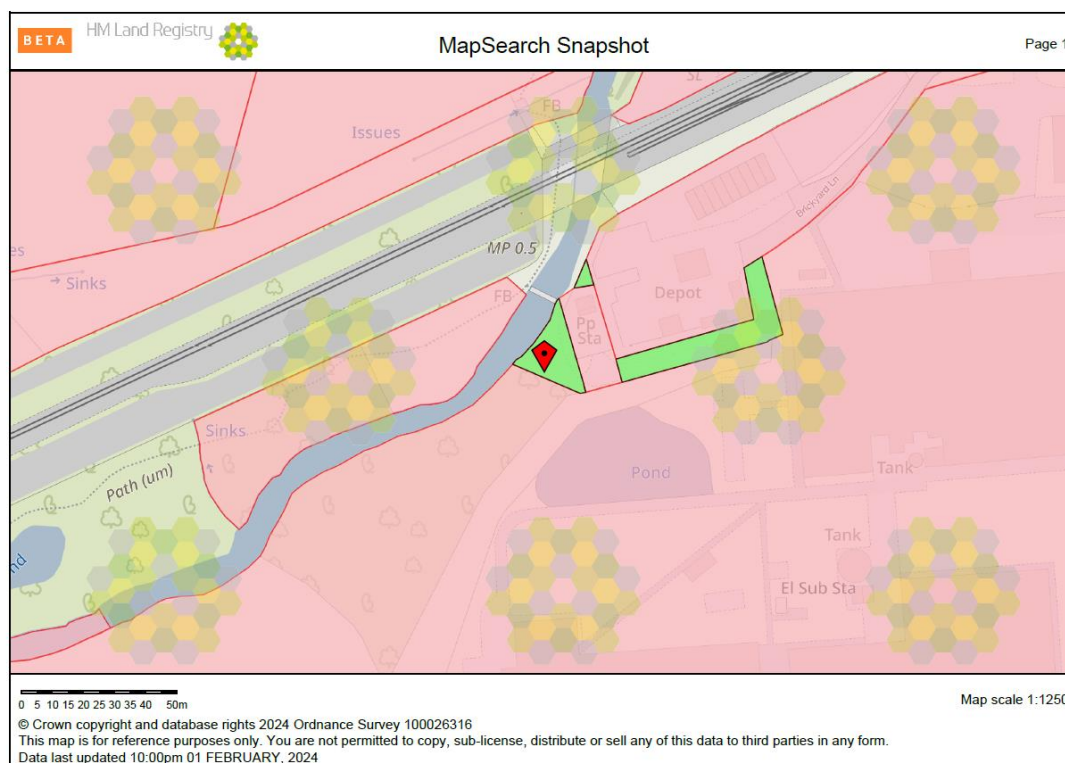 BETA
HM Land Registry
MapSearch Snapshot
Page 1
SL
FB
Issues
Brickyard Ln
es
Sinks
MP 0.5
FB
Depot
Pp
Sta
Sinks
Path (um)
Pond
Tank
nd
Tank
El Sub Sta
0 5 10 15 20 25 30 35 40 50m
Map scale 1:1250
© Crown copyright and database rights 2024 Ordnance Survey 100026316
This map is for reference purposes only. You are not permitted to copy, sub-license, distribute or sell any of this data to third parties in any form.
Data last updated 10:00pm 01 FEBRUARY, 2024